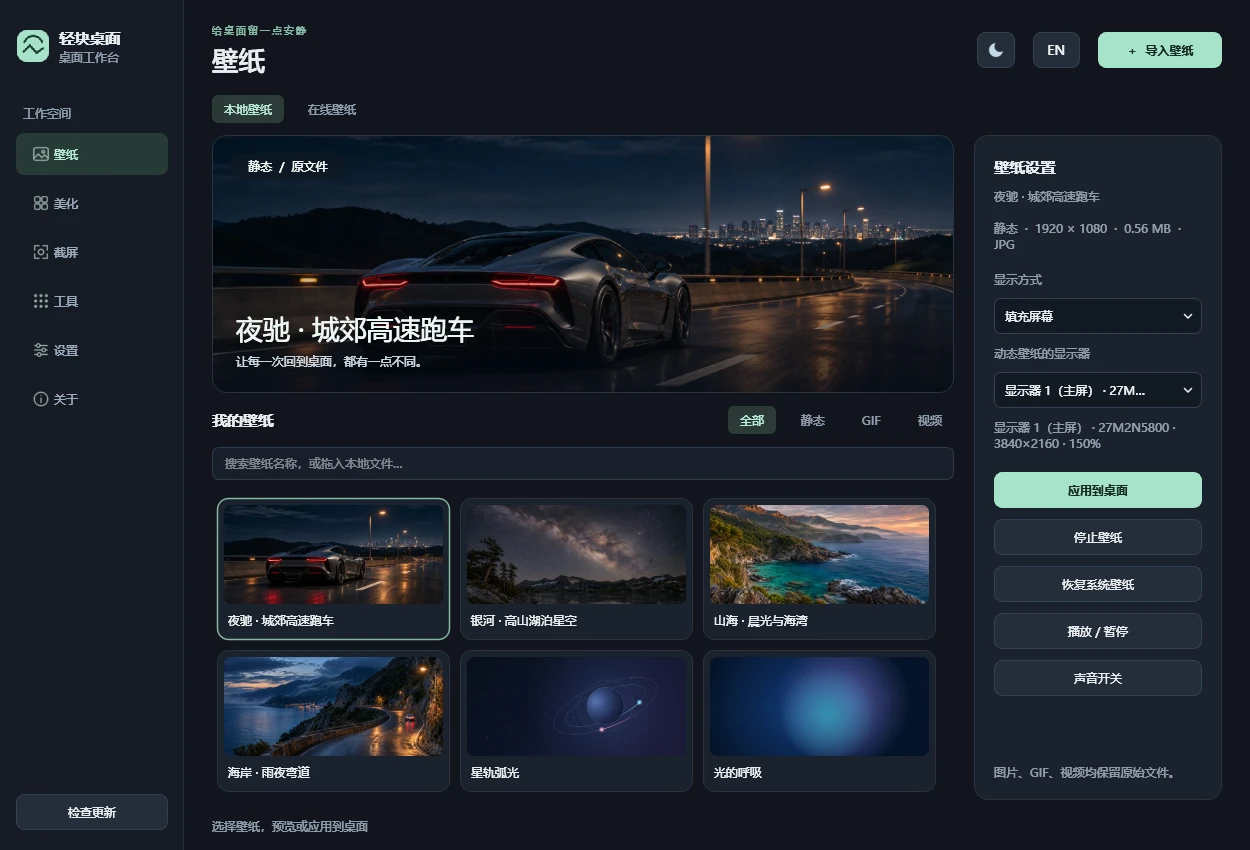 轻块桌面
桌面工作台
工作空间
壁纸
美化
截屏
工具
设置
关于
检查更新
给桌面留一点安静
壁纸
EN
+ 导入壁纸
本地壁纸
在线壁纸
静态 / 原文件
夜驰 · 城郊高速跑车
让每一次回到桌面，都有一点不同。
我的壁纸
全部
静态
GIF
视频
搜索壁纸名称，或拖入本地文件...
夜驰 · 城郊高速跑车
银河 · 高山湖泊星空
山海 · 晨光与海湾
海岸 · 雨夜弯道
星轨弧光
光的呼吸
选择壁纸，预览或应用到桌面
壁纸设置
夜驰 · 城郊高速跑车
静态 · 1920 × 1080 · 0.56 MB ·
JPG
显示方式
填充屏幕
动态壁纸的显示器
显示器 1（主屏） · 27M...
显示器 1（主屏） · 27M2N5800 ·
3840×2160 · 150%
应用到桌面
停止壁纸
恢复系统壁纸
播放 / 暂停
声音开关
图片、GIF、视频均保留原始文件。